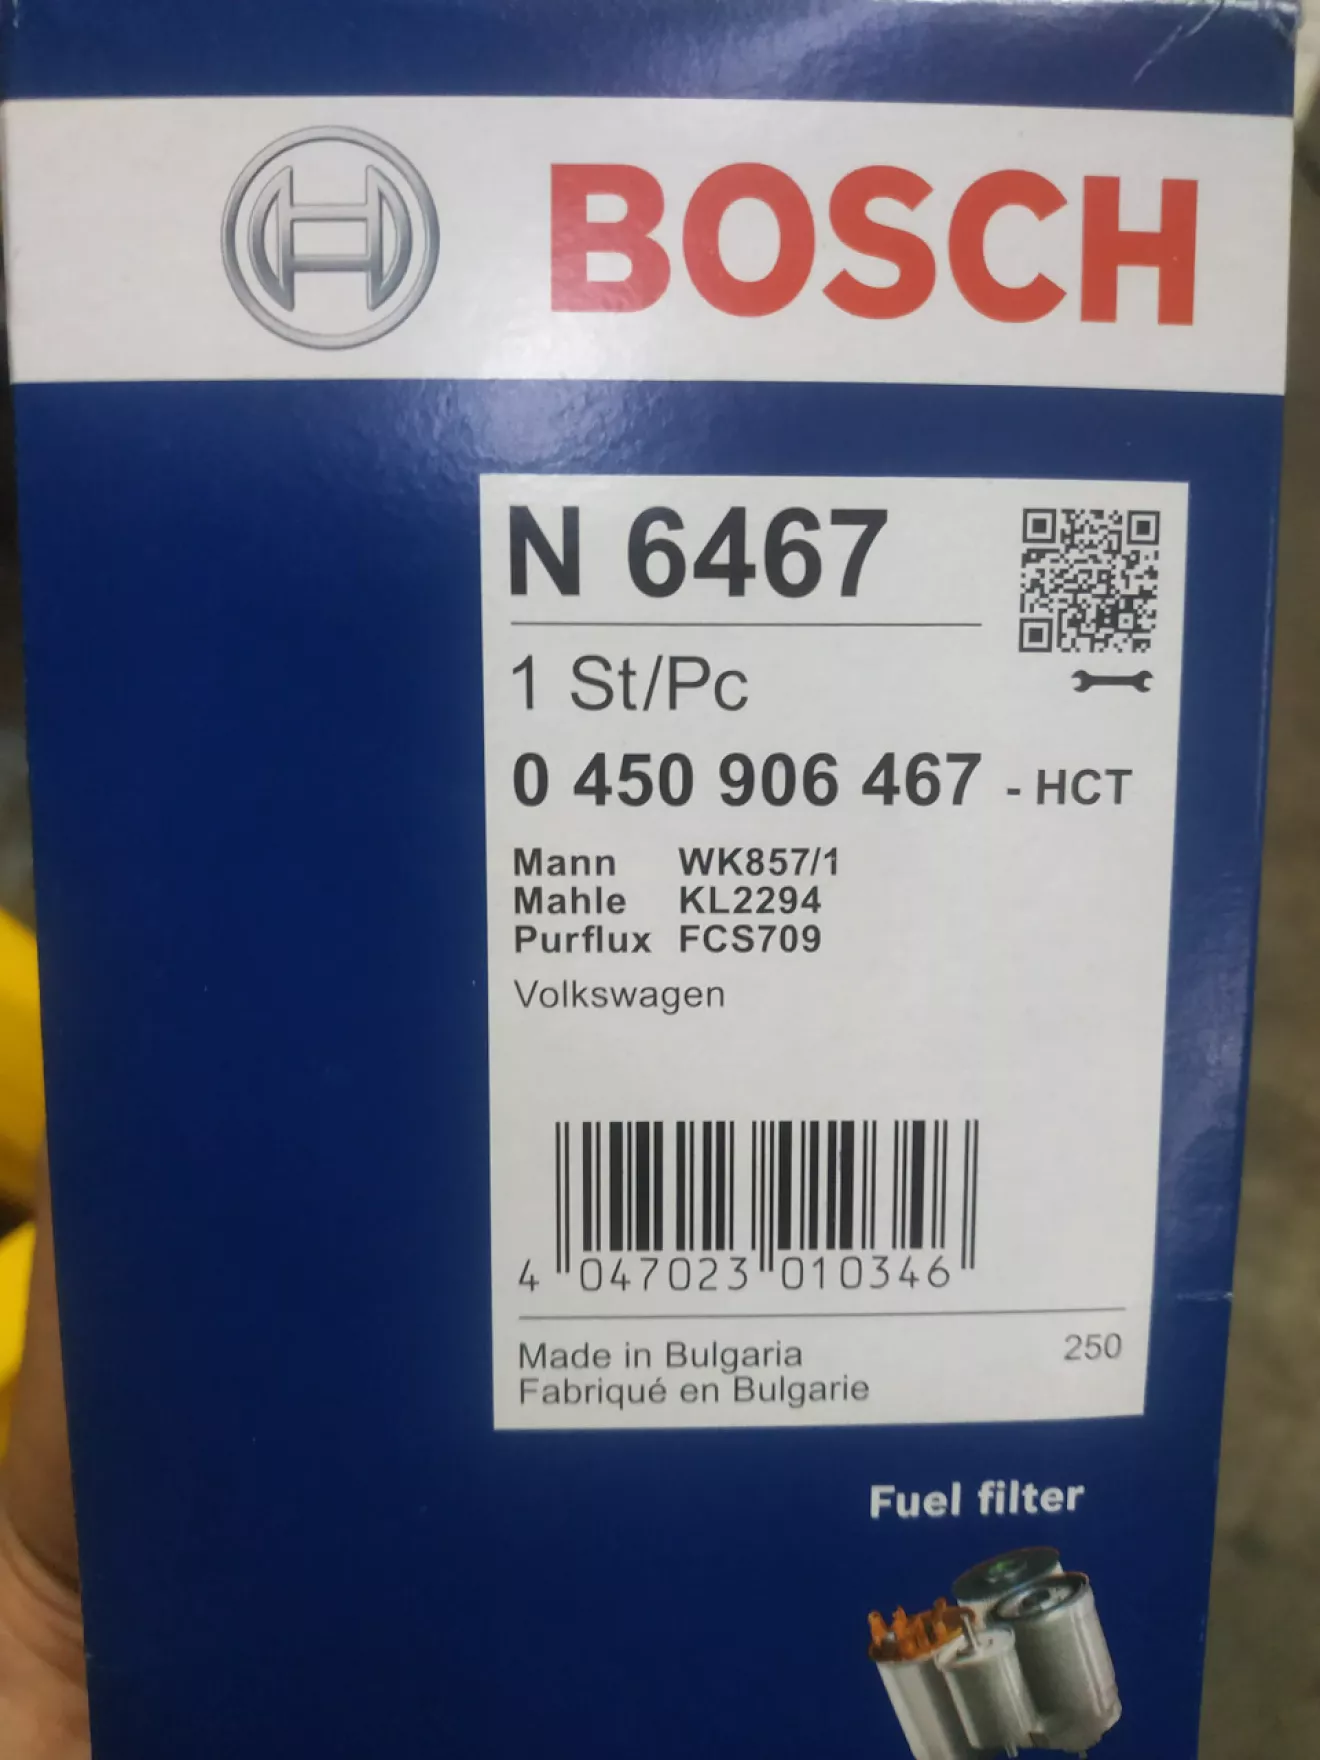 BOSCH
N 6467
1 St/Pc
0 450 906 467 - HCT
Mann WK857/1
Mahle KL2294
Purflux FCS709
Volkswagen
4 047023 010346
Made in Bulgaria 250
Fabriqué en Bulgarie
Fuel filter